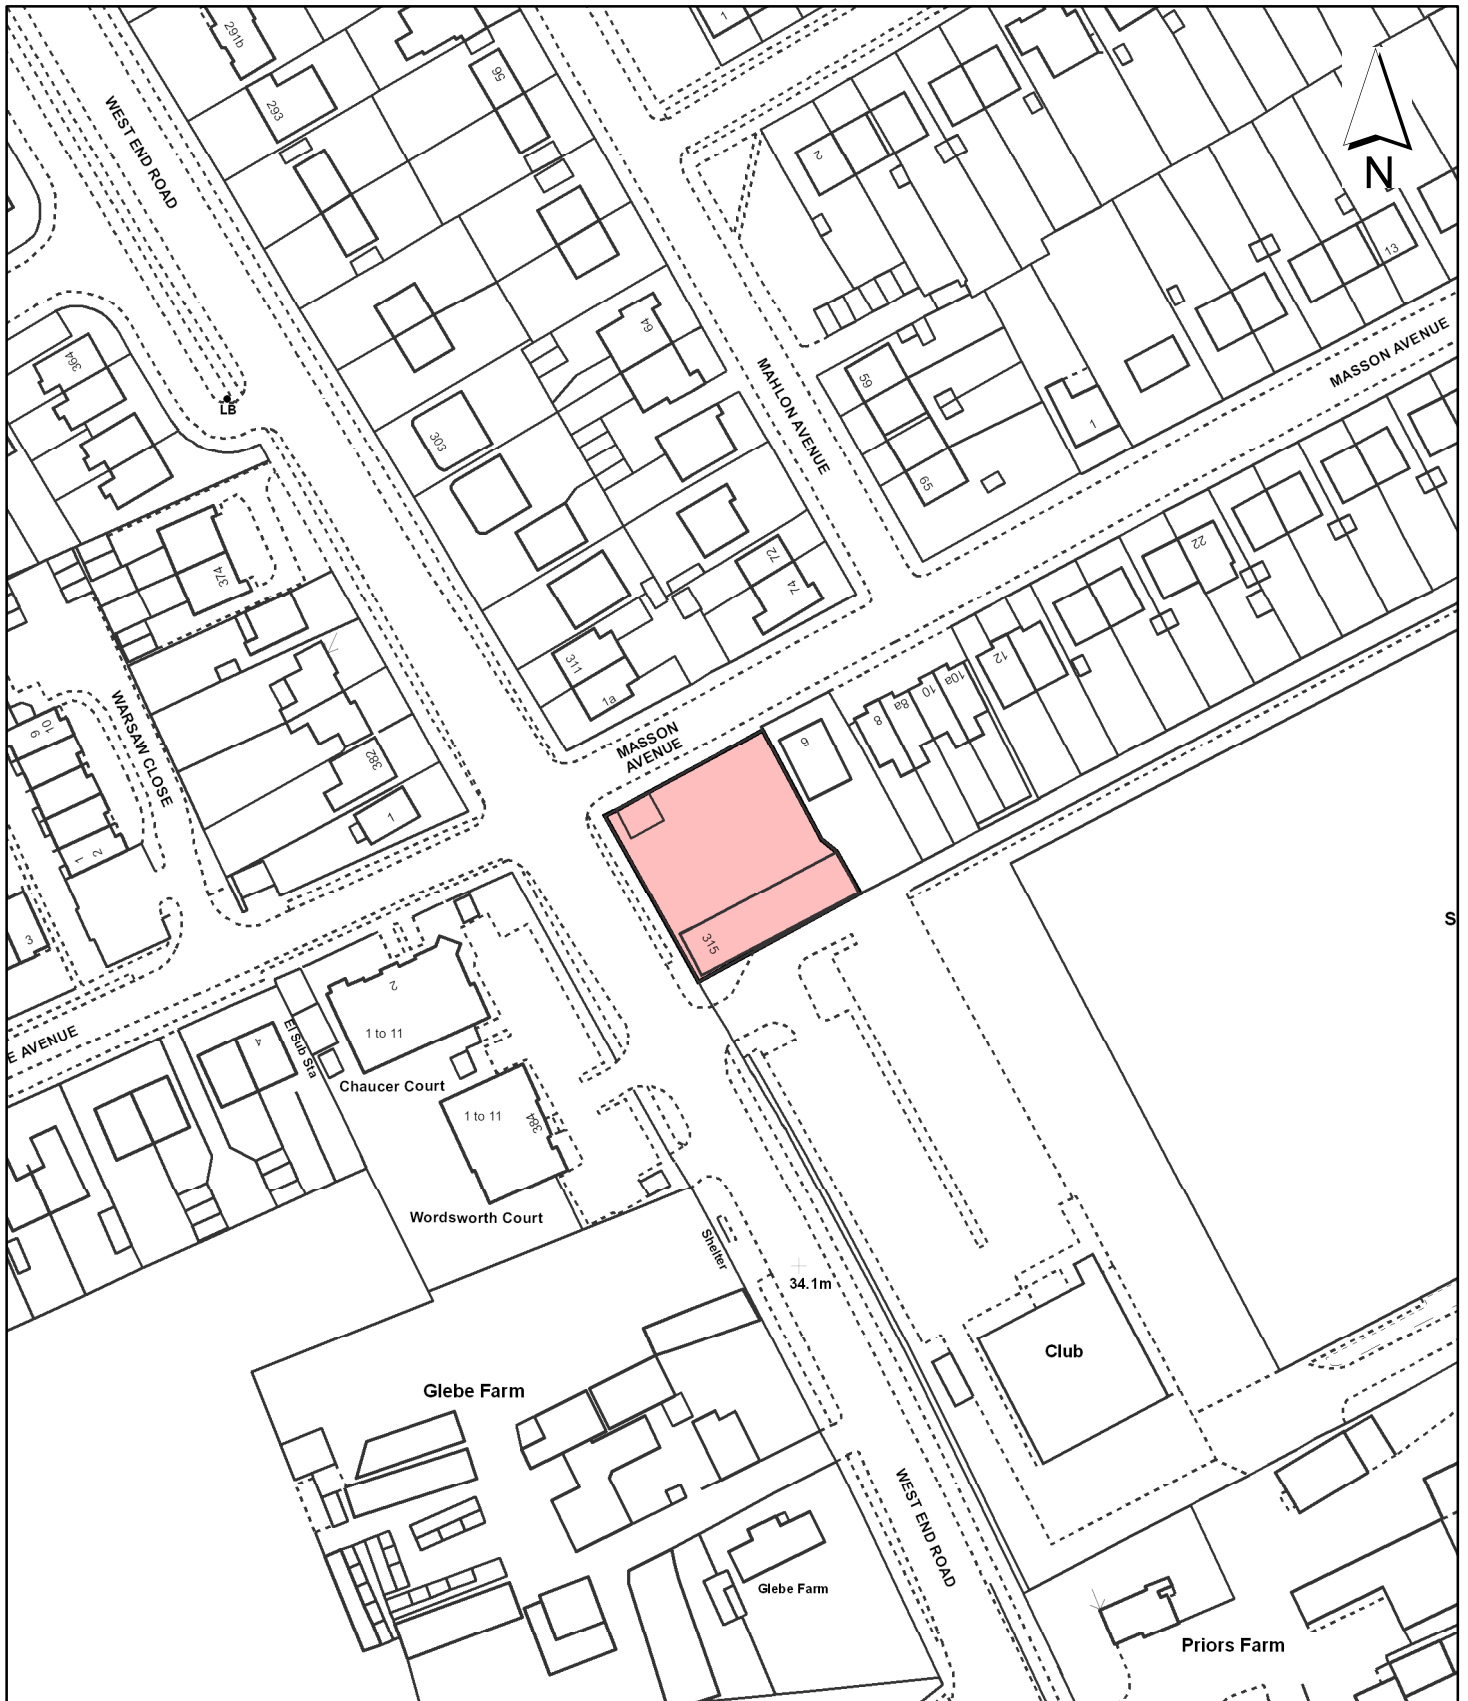 291b
1
56
293
WEST END ROAD
N
2
13
64
364
MASSON AVENUE
MAHLON AVENUE
59
LB
303
1
65
22
72
374
74
311
12
1a
10a
10
8a
8
WARSAW CLOSE
10
9
MASSON
AVENUE
6
382
1
1
2
315
S
3
2
E AVENUE
4
El Sub Sta
1 to 11
Chaucer Court
1 to 11
384
Wordsworth Court
Shelter
34.1m
Club
Glebe Farm
WEST END ROAD
Glebe Farm
Priors Farm